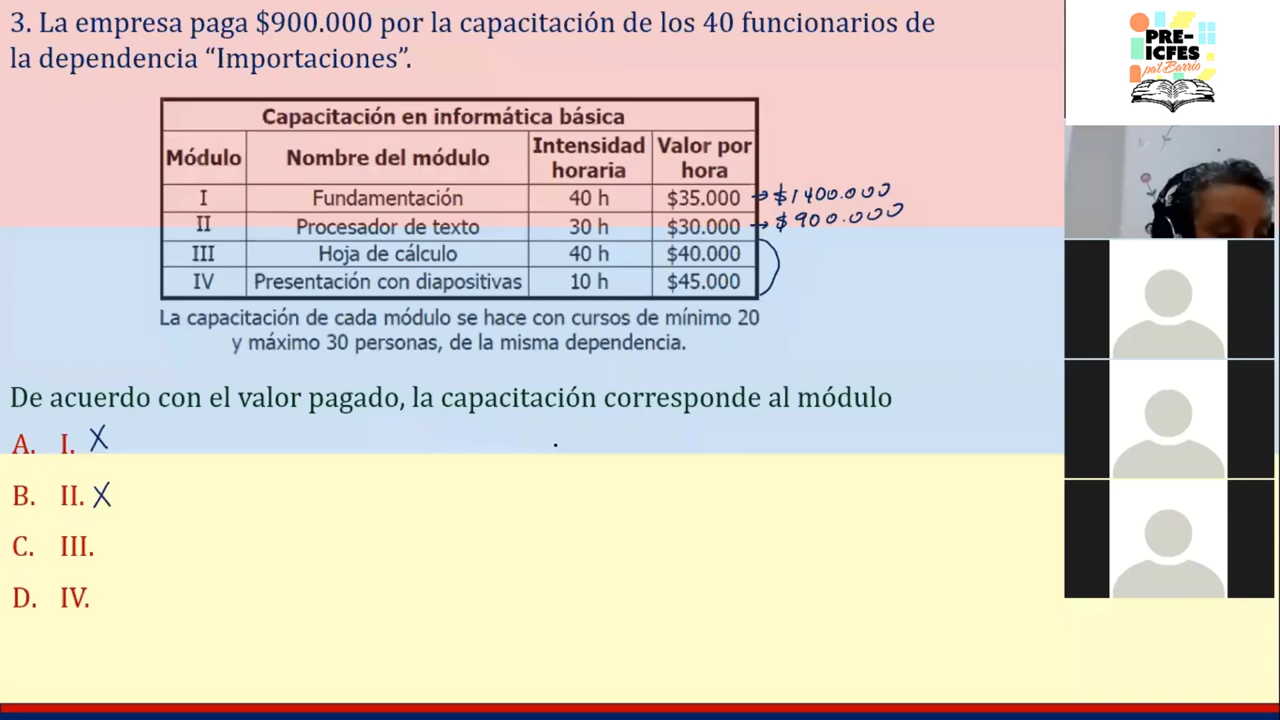 3. La empresa paga $900.000 por la capacitación de los 40 funcionarios de
la dependencia “Importaciones”.
PRE-
ICFES
pa'l Barrio
Capacitación en informática básica
Módulo Nombre del módulo Intensidad horaria Valor por hora
I Fundamentación 40 h $35.000 → $1400.000
II Procesador de texto 30 h $30.000 → $900.000
III Hoja de cálculo 40 h $40.000
IV Presentación con diapositivas 10 h $45.000
La capacitación de cada módulo se hace con cursos de mínimo 20
y máximo 30 personas, de la misma dependencia.
De acuerdo con el valor pagado, la capacitación corresponde al módulo
A. I. X
B. II. X
C. III.
D. IV.